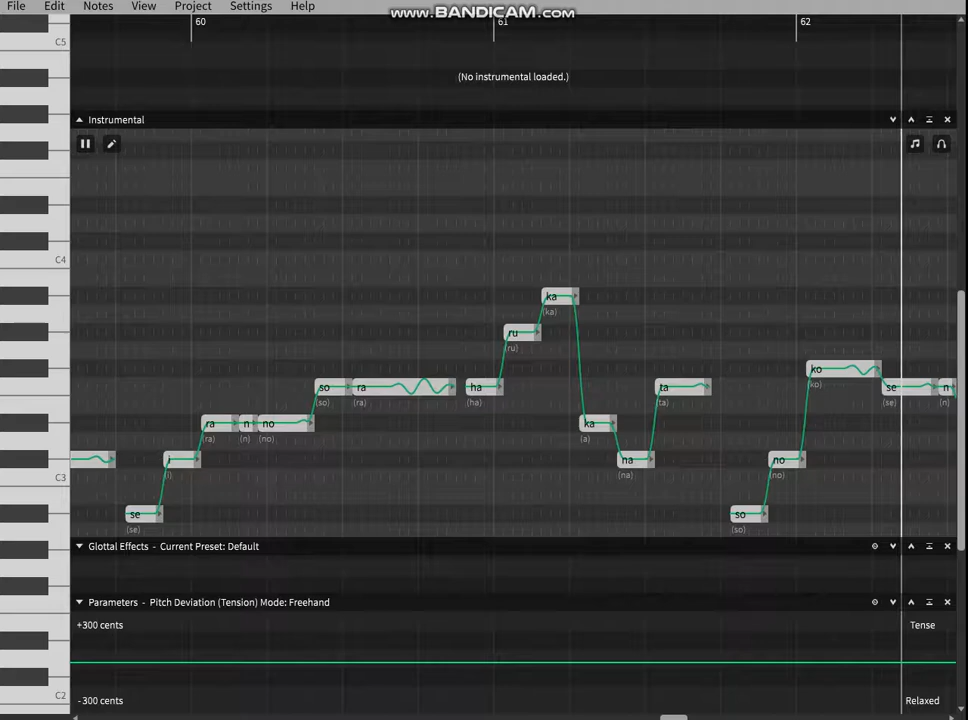 File Edit Notes View Project Settings Help
www.BANDICAM.com
60 61 62
C5
(No instrumental loaded.)
Instrumental
C4
ka
(ka)
ru
(ru)
ko
(ko)
so ra ha ta se n
(so) (ra) (ha) (ta) (se) (n)
ra n no ka
(ra) (n) (no) (a)
i na no
(i) (na) (no)
C3
se so
(se) (so)
Glottal Effects - Current Preset: Default
Parameters - Pitch Deviation (Tension) Mode: Freehand
+300 cents Tense
C2
-300 cents Relaxed